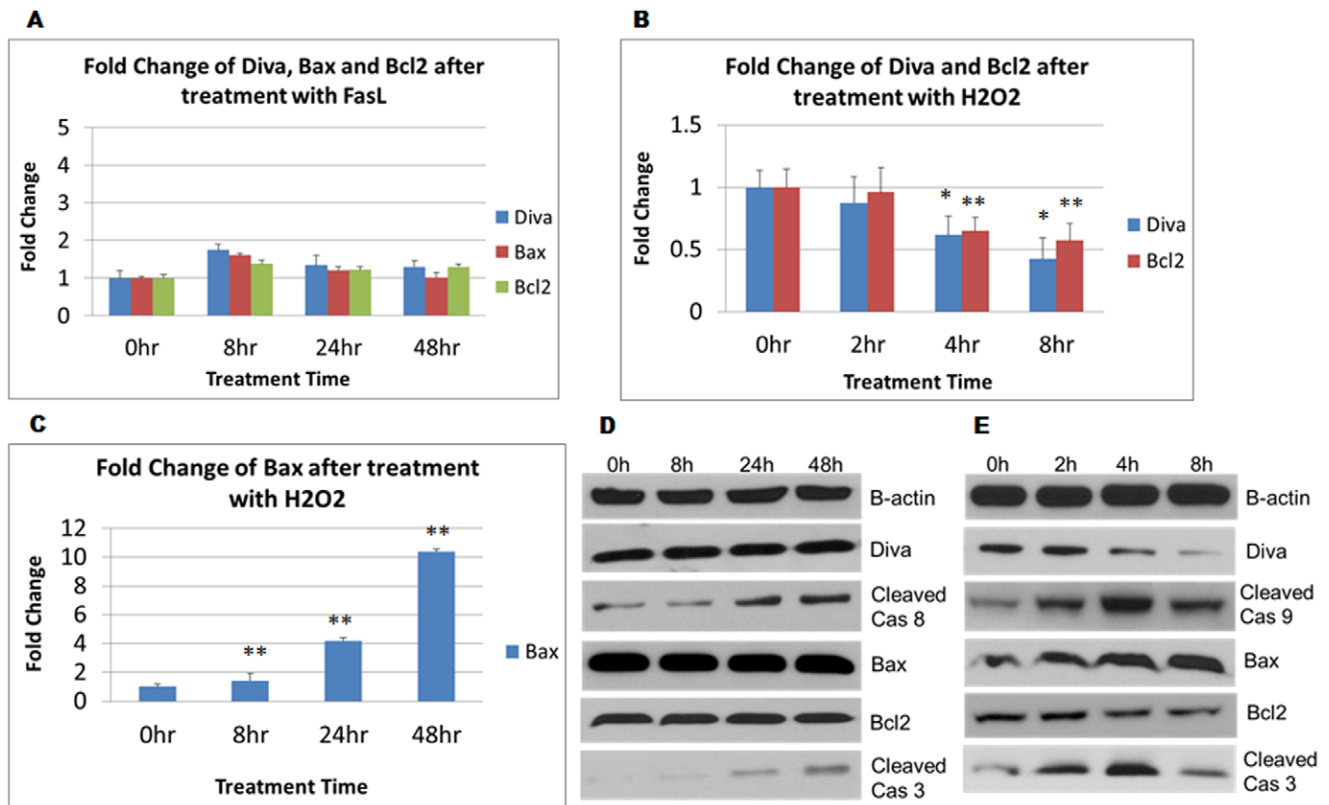 A
Fold Change of Diva, Bax and Bcl2 after
treatment with FasL
5
4
3
2
1
0
Fold Change
0hr 8hr 24hr 48hr
Treatment Time
Diva
Bax
Bcl2
B
Fold Change of Diva and Bcl2 after
treatment with H2O2
1.5
1
0.5
0
Fold Change
* ** * **
0hr 2hr 4hr 8hr
Treatment Time
Diva
Bcl2
C
Fold Change of Bax after treatment
with H2O2
12
10
8
6
4
2
0
Fold Change
** ** **
0hr 8hr 24hr 48hr
Treatment Time
Bax
D
0h 8h 24h 48h
B-actin
Diva
Cleaved
Cas 8
Bax
Bcl2
Cleaved
Cas 3
E
0h 2h 4h 8h
B-actin
Diva
Cleaved
Cas 9
Bax
Bcl2
Cleaved
Cas 3